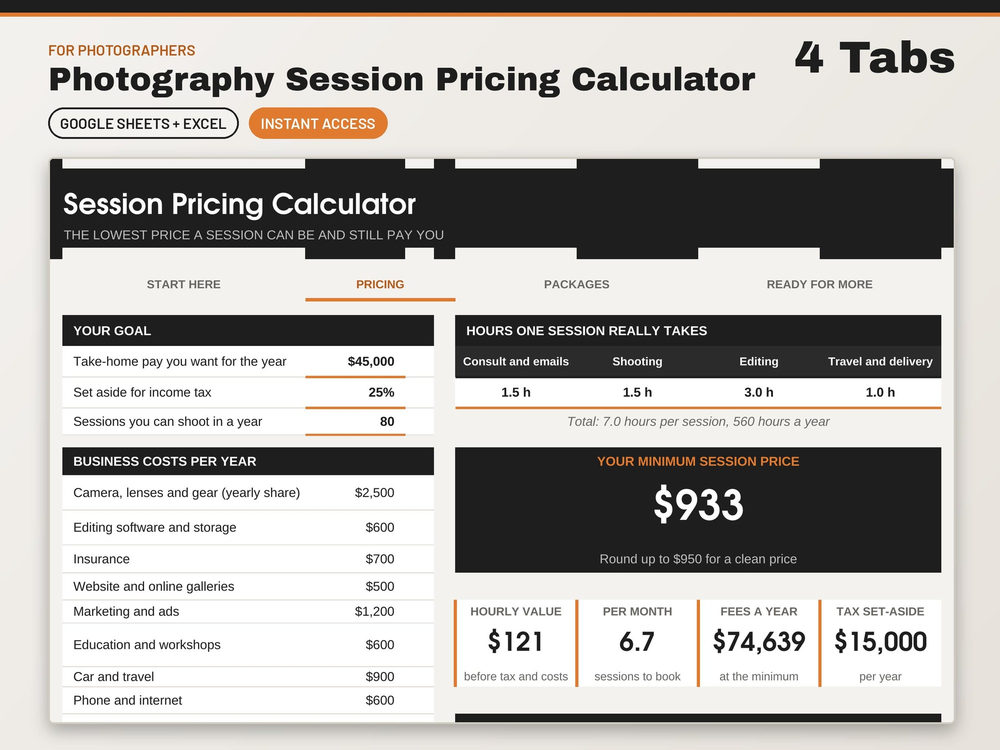 FOR PHOTOGRAPHERS
Photography Session Pricing Calculator
4 Tabs
GOOGLE SHEETS + EXCEL
INSTANT ACCESS
Session Pricing Calculator
THE LOWEST PRICE A SESSION CAN BE AND STILL PAY YOU
START HERE PRICING PACKAGES READY FOR MORE
YOUR GOAL
Take-home pay you want for the year $45,000
Set aside for income tax 25%
Sessions you can shoot in a year 80
BUSINESS COSTS PER YEAR
Camera, lenses and gear (yearly share) $2,500
Editing software and storage $600
Insurance $700
Website and online galleries $500
Marketing and ads $1,200
Education and workshops $600
Car and travel $900
Phone and internet $600
HOURS ONE SESSION REALLY TAKES
Consult and emails Shooting Editing Travel and delivery
1.5 h 1.5 h 3.0 h 1.0 h
Total: 7.0 hours per session, 560 hours a year
YOUR MINIMUM SESSION PRICE
$933
Round up to $950 for a clean price
HOURLY VALUE PER MONTH FEES A YEAR TAX SET-ASIDE
$121 6.7 $74,639 $15,000
before tax and costs sessions to book at the minimum per year